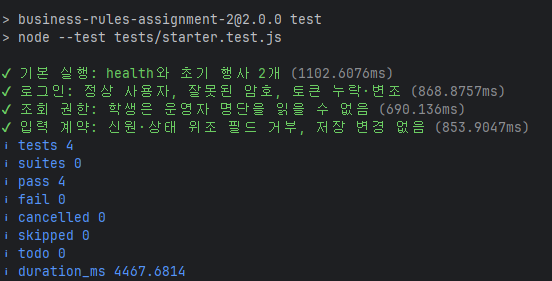 > business-rules-assignment-2@2.0.0 test
> node --test tests/starter.test.js
✓ 기본 실행: health와 초기 행사 2개 (1102.6076ms)
✓ 로그인: 정상 사용자, 잘못된 암호, 토큰 누락·변조 (868.8757ms)
✓ 조회 권한: 학생은 운영자 명단을 읽을 수 없음 (690.136ms)
✓ 입력 계약: 신원·상태 위조 필드 거부, 저장 변경 없음 (853.9047ms)
i tests 4
i suites 0
i pass 4
i fail 0
i cancelled 0
i skipped 0
i todo 0
i duration_ms 4467.6814